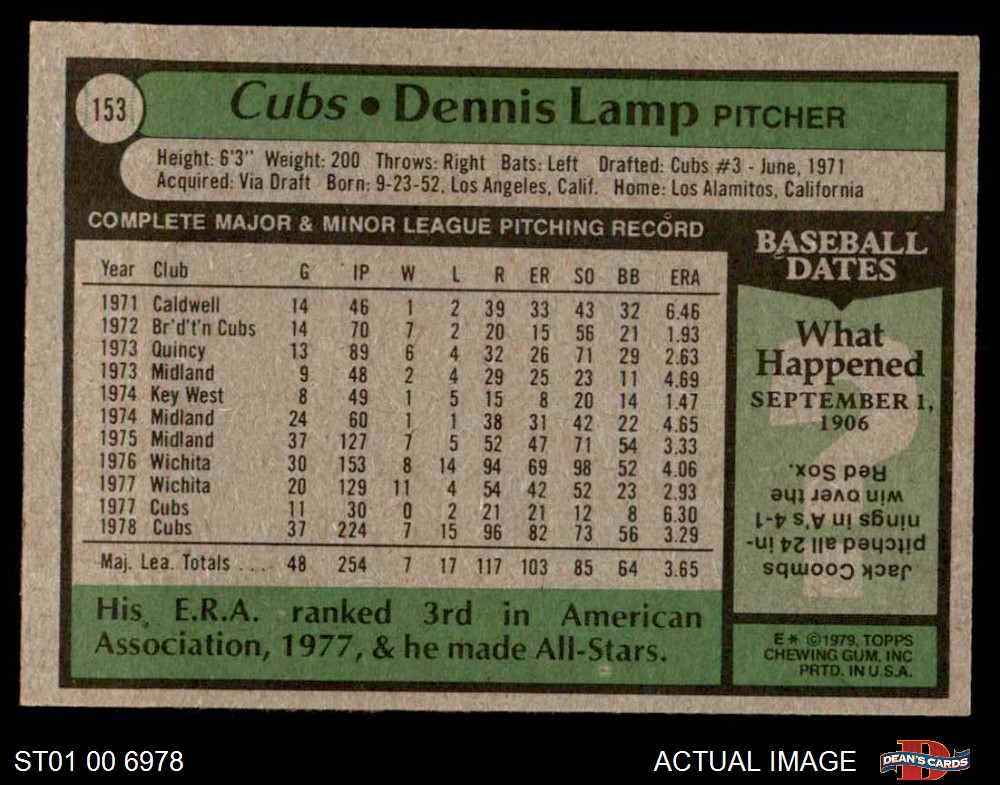 153
Cubs • Dennis Lamp PITCHER
Height: 6'3" Weight: 200 Throws: Right Bats: Left Drafted: Cubs #3 - June, 1971
Acquired: Via Draft Born: 9-23-52, Los Angeles, Calif. Home: Los Alamitos, California
COMPLETE MAJOR & MINOR LEAGUE PITCHING RECORD
Year Club G IP W L R ER SO BB ERA
1971 Caldwell 14 46 1 2 39 33 43 32 6.46
1972 Br'd't'n Cubs 14 70 7 2 20 15 56 21 1.93
1973 Quincy 13 89 6 4 32 26 71 29 2.63
1973 Midland 9 48 2 4 29 25 23 11 4.69
1974 Key West 8 49 1 5 15 8 20 14 1.47
1974 Midland 24 60 1 1 38 31 42 22 4.65
1975 Midland 37 127 7 5 52 47 71 54 3.33
1976 Wichita 30 153 8 14 94 69 98 52 4.06
1977 Wichita 20 129 11 4 54 42 52 23 2.93
1977 Cubs 11 30 0 2 21 21 12 8 6.30
1978 Cubs 37 224 7 15 96 82 73 56 3.29
Maj. Lea. Totals ... 48 254 7 17 117 103 85 64 3.65
His E.R.A. ranked 3rd in American
Association, 1977, & he made All-Stars.
BASEBALL
DATES
What
Happened
SEPTEMBER 1,
1906
?
Jack Coombs
pitched all 24 in-
nings in A's 4-1
win over the
Red Sox.
E* ©1979, TOPPS
CHEWING GUM, INC
PRTD. IN U.S.A.
ST01 00 6978
ACTUAL IMAGE
D
DEAN'S CARDS